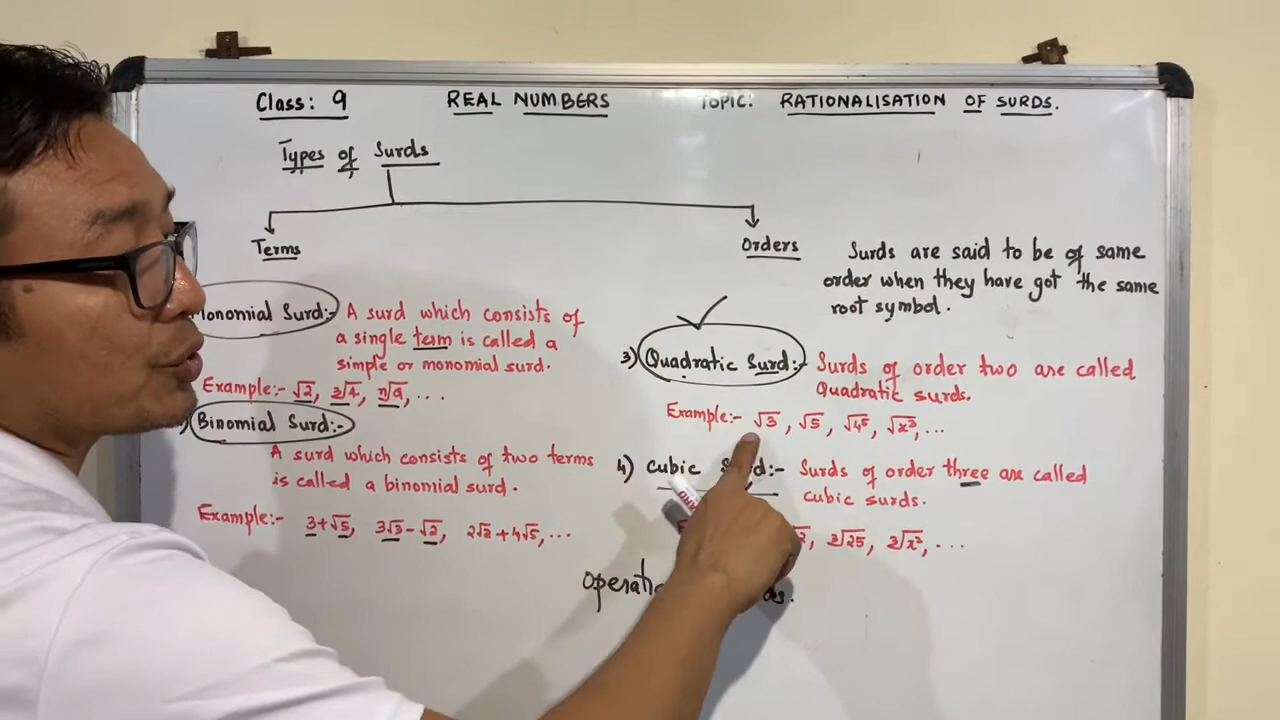 Class: 9 REAL NUMBERS TOPIC: RATIONALISATION OF SURDS.
Types of Surds
Terms
Monomial Surd:- A surd which consists of
a single term is called a
simple or monomial surd.
Example:- √2, ³√4, ⁿ√a, ...
Binomial Surd:-
A surd which consists of two terms
is called a binomial surd.
Example:- 3+√5, 3√3-√2, 2√2+4√5, ...
Orders
Surds are said to be of same
order when they have got the same
root symbol.
3) Quadratic Surd:- Surds of order two are called
Quadratic surds.
Example:- √3, √5, √4⁵, √x³, ...
4) Cubic Surd:- Surds of order three are called
cubic surds.
³√25, ³√x², ...